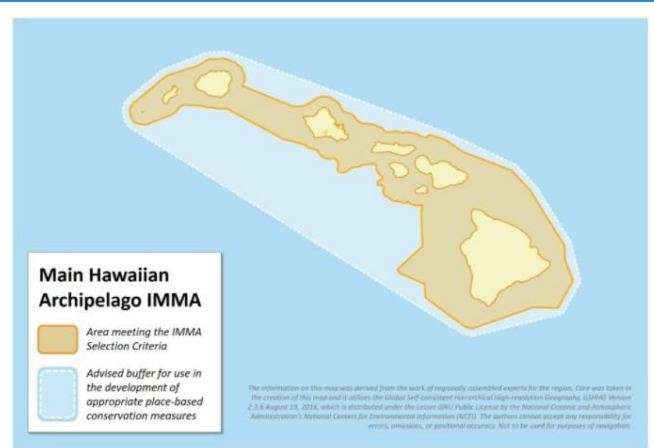 Main Hawaiian
Archipelago IMMA
Area meeting the IMMA
Selection Criteria
Advised buffer for use in
the development of
appropriate place-based
conservation measures
The information on this map was derived from the work of regionally assembled experts for the region. Care was taken in
the creation of this map and it utilises the Global Self-consistent Hierarchical High-resolution Geography, GSHHG Version
2.3.6 August 19, 2016, which is distributed under the Lesser GNU Public License by the National Oceanic and Atmospheric
Administration's National Centers for Environmental Information (NCEI). The authors cannot accept any responsibility for
errors, omissions, or positional accuracy. Not to be used for purposes of navigation.